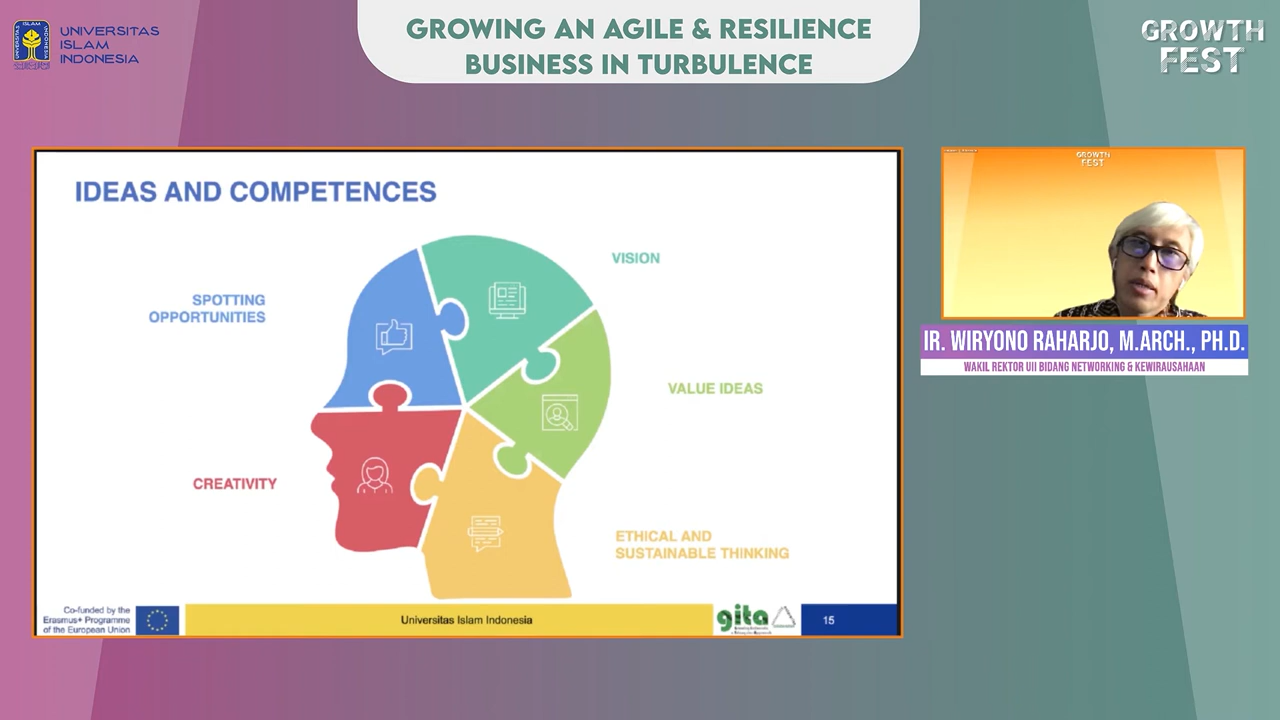 UNIVERSITAS
ISLAM
INDONESIA
GROWING AN AGILE & RESILIENCE
BUSINESS IN TURBULENCE
GROWTH
FEST
IDEAS AND COMPETENCES
SPOTTING
OPPORTUNITIES
VISION
VALUE IDEAS
CREATIVITY
ETHICAL AND
SUSTAINABLE THINKING
Co-funded by the
Erasmus+ Programme
of the European Union
Universitas Islam Indonesia
gita
15
GROWTH
FEST
IR. WIRYONO RAHARJO, M.ARCH., PH.D.
WAKIL REKTOR UII BIDANG NETWORKING & KEWIRAUSAHAAN